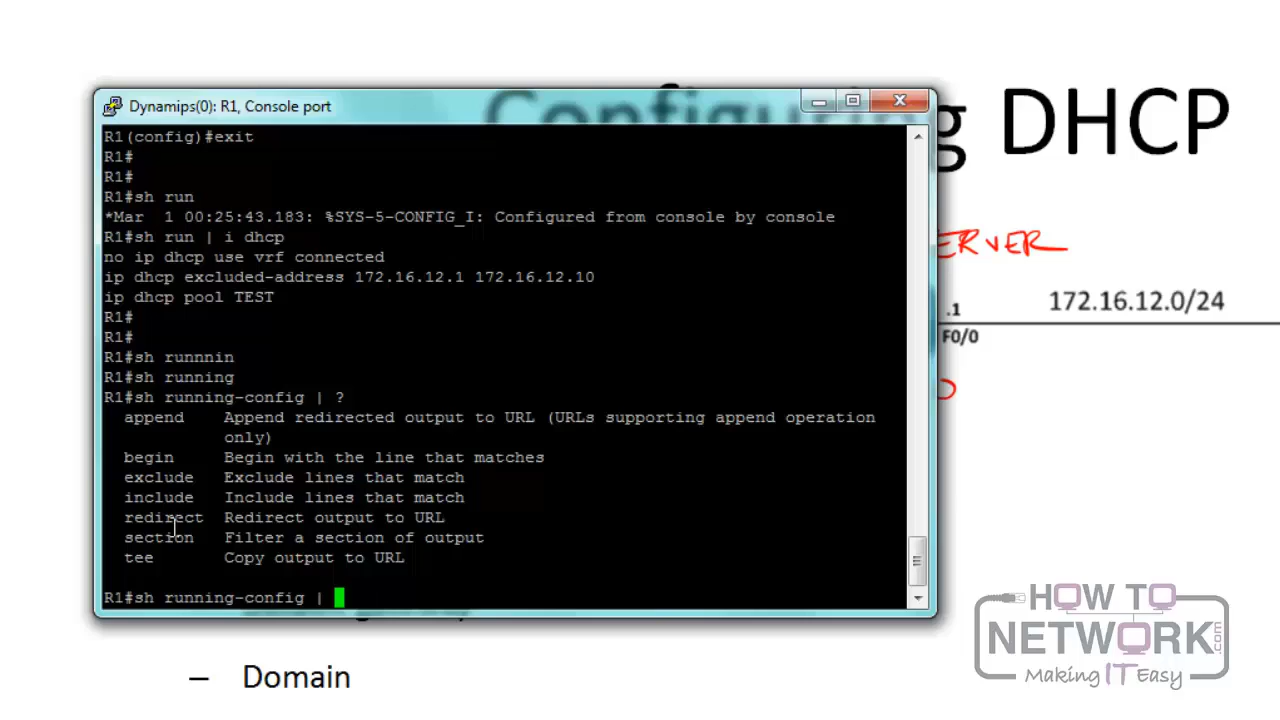 Configuring DHCP
Dynamips(0): R1, Console port
R1(config)#exit
R1#
R1#
R1#sh run
*Mar  1 00:25:43.183: %SYS-5-CONFIG_I: Configured from console by console
R1#sh run | i dhcp
no ip dhcp use vrf connected
ip dhcp excluded-address 172.16.12.1 172.16.12.10
ip dhcp pool TEST
R1#
R1#
R1#sh runnnin
R1#sh running
R1#sh running-config | ?
append    Append redirected output to URL (URLs supporting append operation
only)
begin     Begin with the line that matches
exclude   Exclude lines that match
include   Include lines that match
redirect  Redirect output to URL
section   Filter a section of output
tee       Copy output to URL
R1#sh running-config |
ERVER
.1
172.16.12.0/24
F0/0
– Domain
HOW TO
NETWORK.com
Making IT Easy